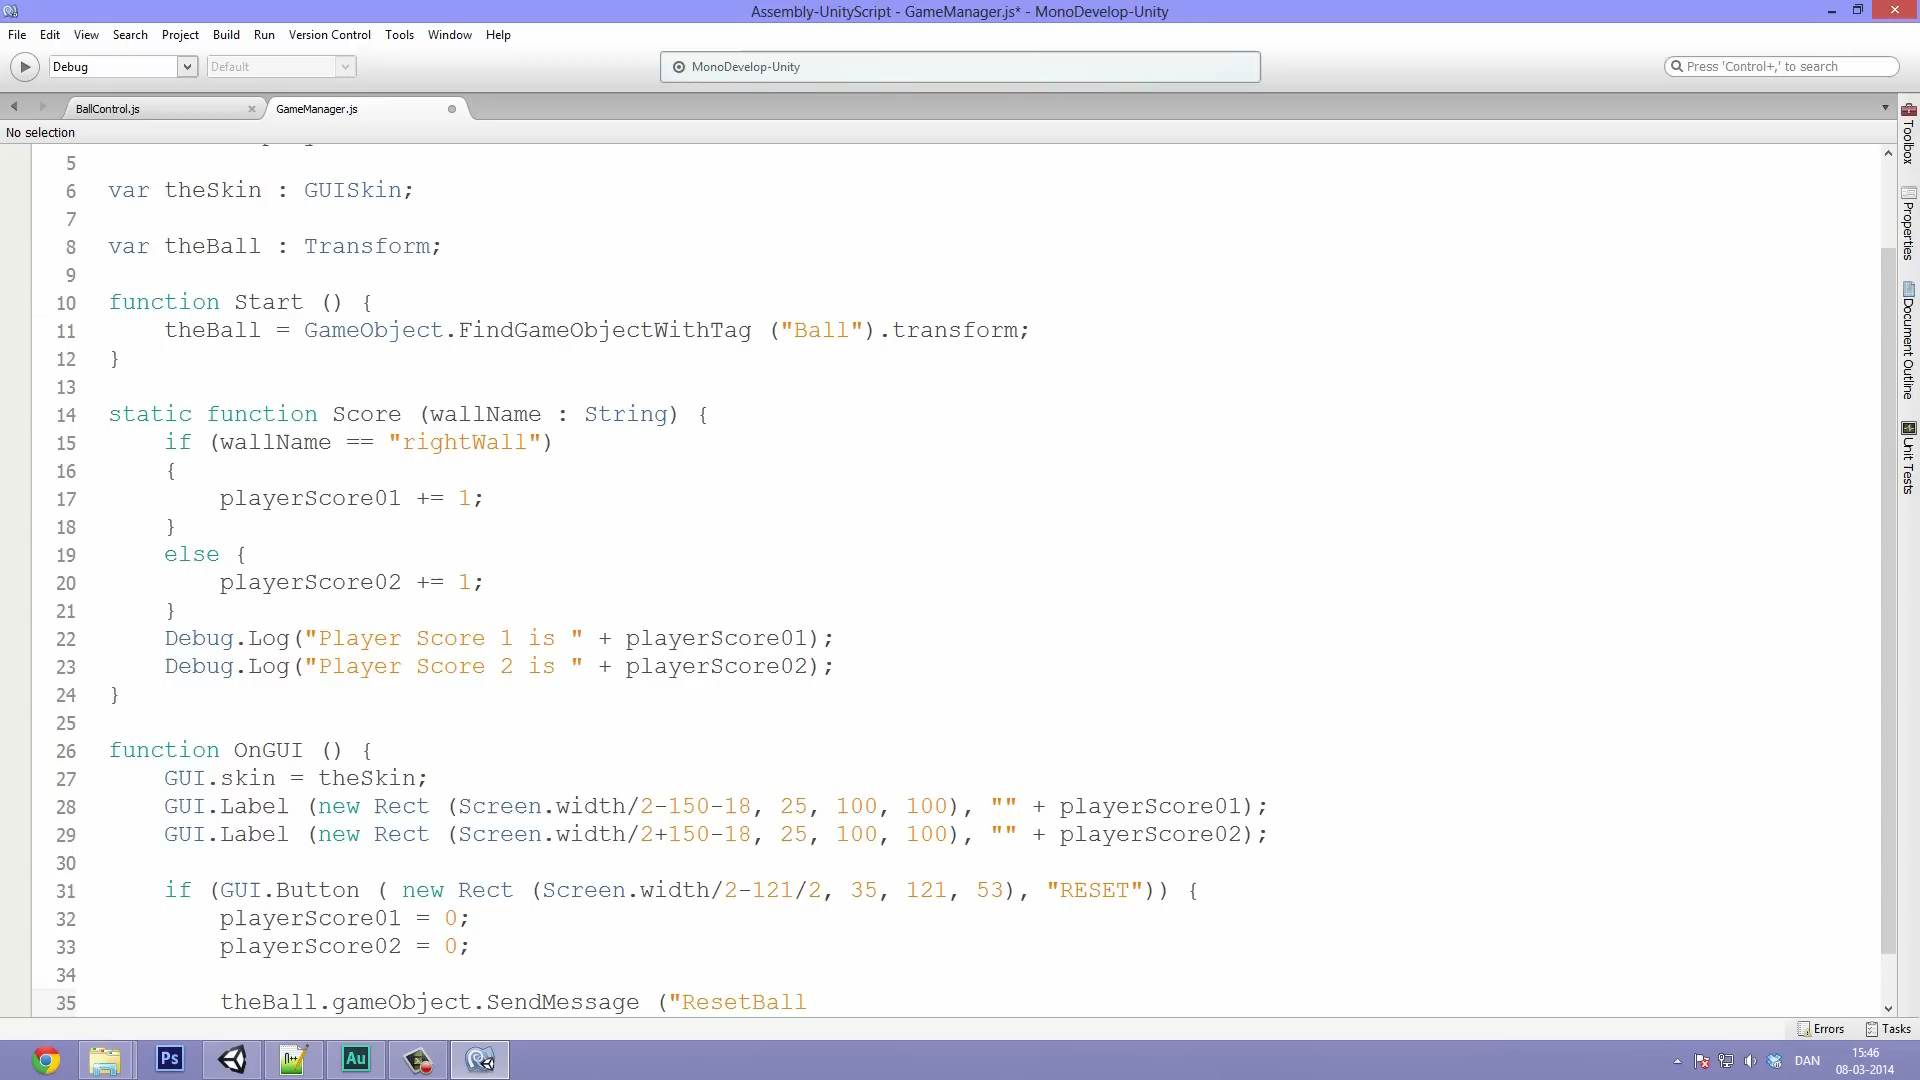 Assembly-UnityScript - GameManager.js* - MonoDevelop-Unity
File Edit View Search Project Build Run Version Control Tools Window Help
Debug Default MonoDevelop-Unity Press 'Control+,' to search
BallControl.js GameManager.js
No selection
5
6 var theSkin : GUISkin;
7
8 var theBall : Transform;
9
10 function Start () {
11 theBall = GameObject.FindGameObjectWithTag ("Ball").transform;
12 }
13
14 static function Score (wallName : String) {
15 if (wallName == "rightWall")
16 {
17 playerScore01 += 1;
18 }
19 else {
20 playerScore02 += 1;
21 }
22 Debug.Log("Player Score 1 is " + playerScore01);
23 Debug.Log("Player Score 2 is " + playerScore02);
24 }
25
26 function OnGUI () {
27 GUI.skin = theSkin;
28 GUI.Label (new Rect (Screen.width/2-150-18, 25, 100, 100), "" + playerScore01);
29 GUI.Label (new Rect (Screen.width/2+150-18, 25, 100, 100), "" + playerScore02);
30
31 if (GUI.Button ( new Rect (Screen.width/2-121/2, 35, 121, 53), "RESET")) {
32 playerScore01 = 0;
33 playerScore02 = 0;
34
35 theBall.gameObject.SendMessage ("ResetBall
Toolbox
Properties
Document Outline
Unit Tests
Errors Tasks
Ps Au DAN 15:46
08-03-2014